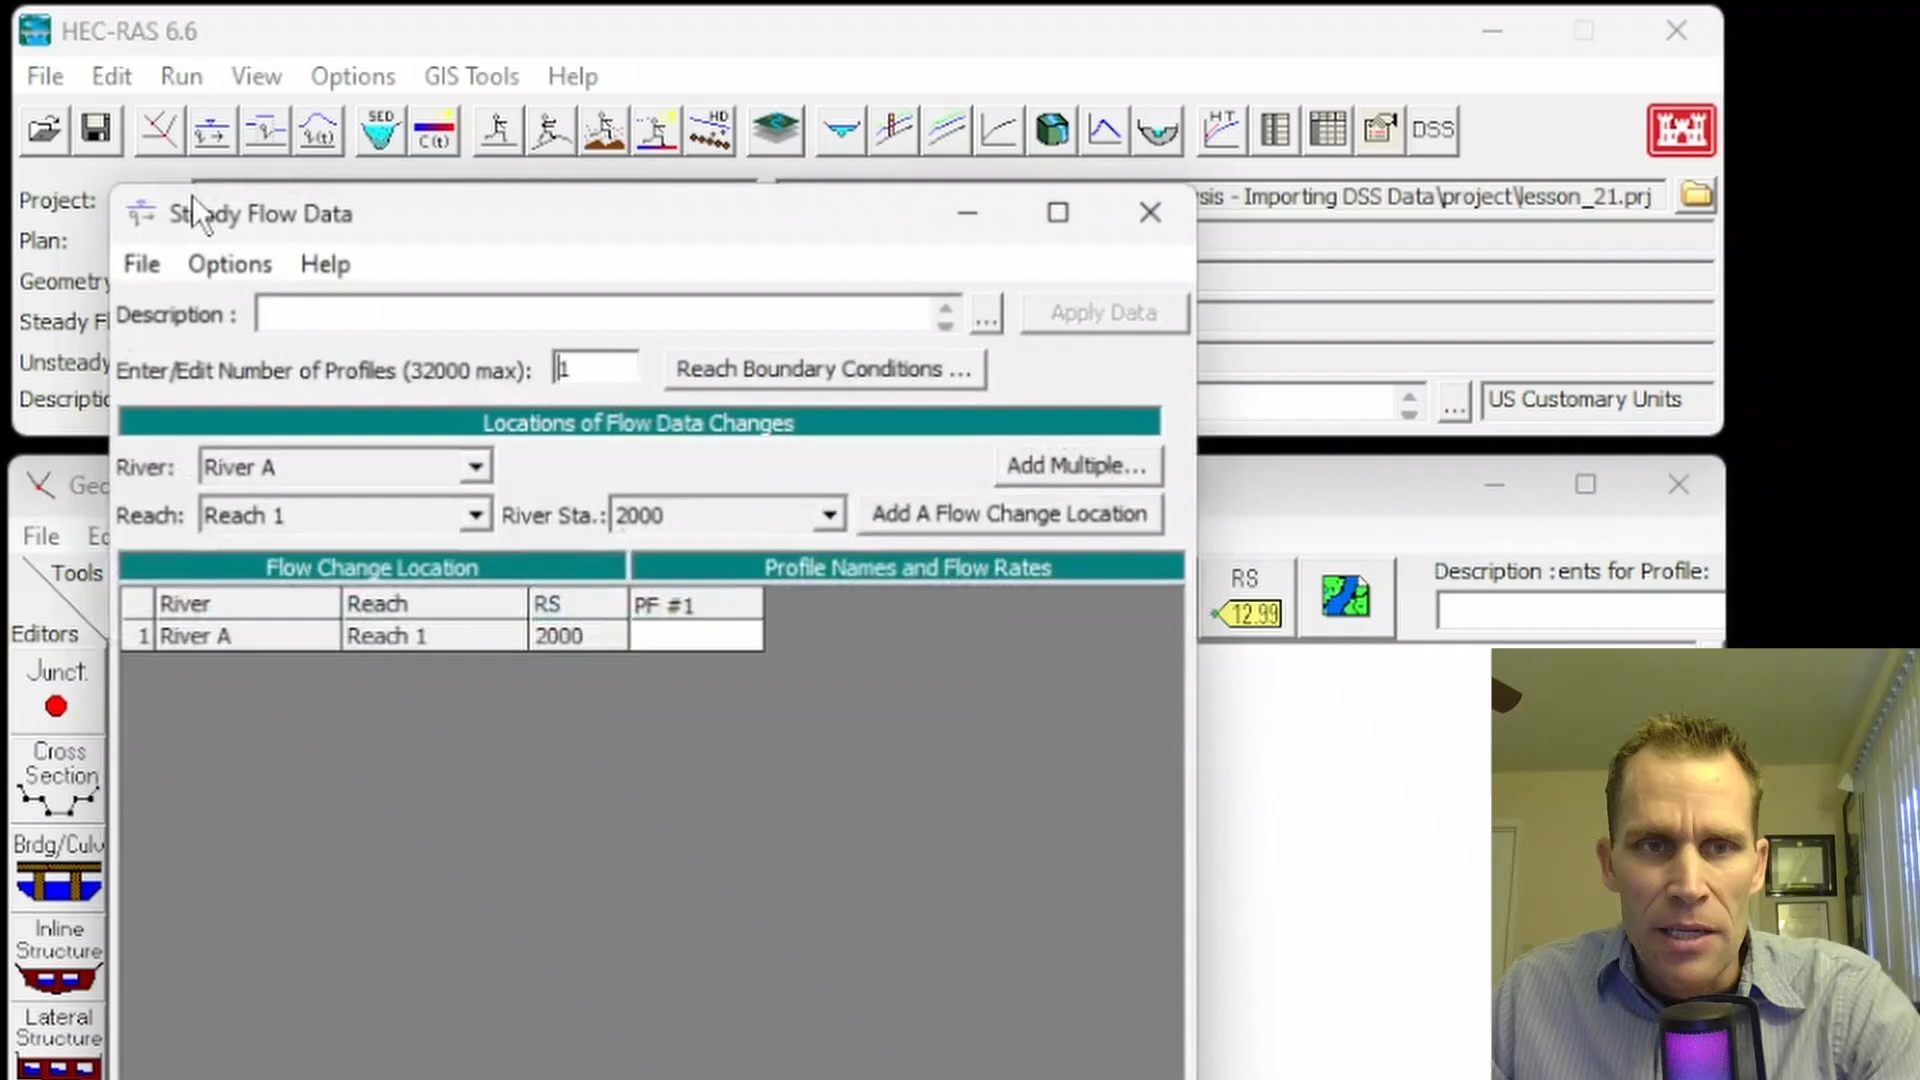 HEC-RAS 6.6
File Edit Run View Options GIS Tools Help
SED C(t) q(t) HD HT DSS
Project: sis - Importing DSS Data\project\lesson_21.prj
Plan:
Geometry
Steady Fl
Unsteady
Descriptio
US Customary Units
Steady Flow Data
File Options Help
Description : ... Apply Data
Enter/Edit Number of Profiles (32000 max): 1 Reach Boundary Conditions ...
Locations of Flow Data Changes
River: River A Add Multiple...
Reach: Reach 1 River Sta.: 2000 Add A Flow Change Location
Flow Change Location Profile Names and Flow Rates
River Reach RS PF #1
1 River A Reach 1 2000
Geo
File Ed
Tools
Editors
Junct.
Cross
Section
Brdg/Culv
Inline
Structure
Lateral
Structure
RS
12.99
Description : ents for Profile: